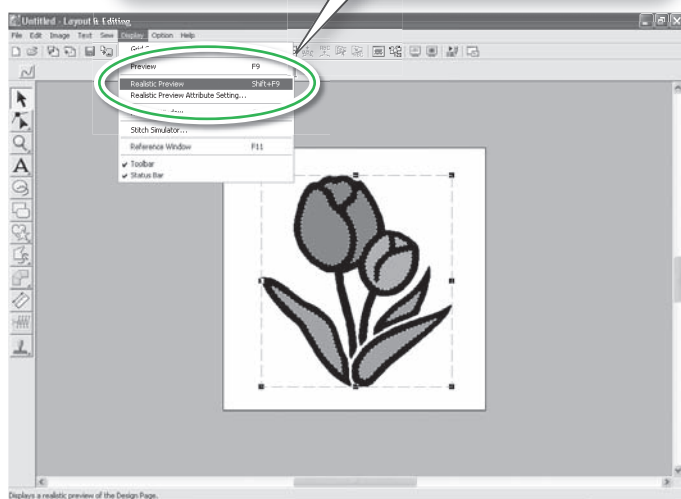 Untitled - Layout & Editing
File Edit Image Text Sew Display Option Help
Preview F9
Realistic Preview Shift+F9
Realistic Preview Attribute Setting...
Stitch Simulator...
Reference Window F11
Toolbar
Status Bar
A
Displays a realistic preview of the Design Page.